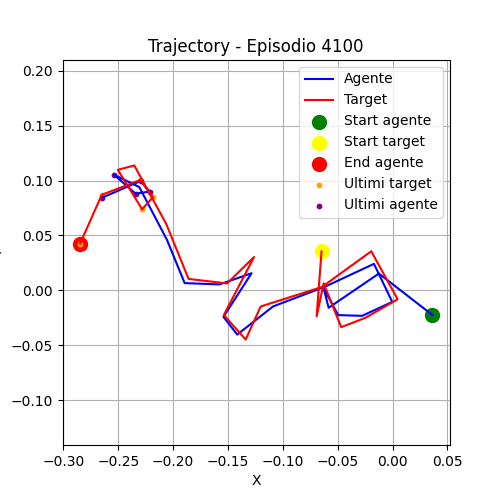 Trajectory - Episodio 4100
Agente
Target
Start agente
Start target
End agente
Ultimi target
Ultimi agente
0.20
0.15
0.10
0.05
0.00
−0.05
−0.10
−0.30 −0.25 −0.20 −0.15 −0.10 −0.05 0.00 0.05
X